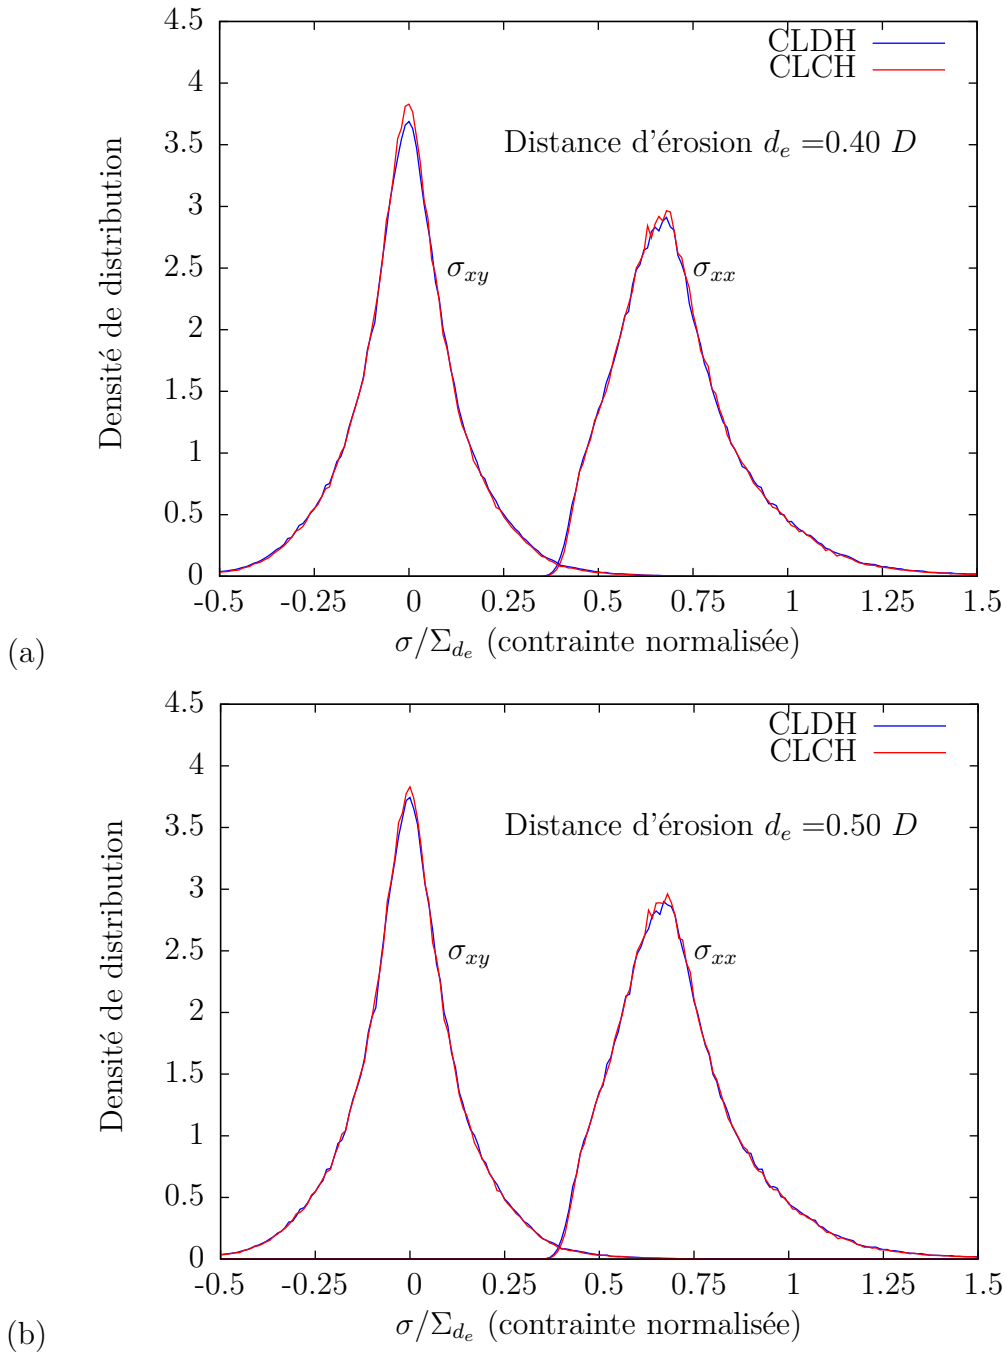 4.5
4
3.5
3
2.5
2
1.5
1
0.5
0
Densité de distribution
CLDH
CLCH
Distance d'érosion d_e =0.40 D
σ_xy
σ_xx
-0.5 -0.25 0 0.25 0.5 0.75 1 1.25 1.5
σ/Σ_{d_e} (contrainte normalisée)
(a)
4.5
4
3.5
3
2.5
2
1.5
1
0.5
0
Densité de distribution
CLDH
CLCH
Distance d'érosion d_e =0.50 D
σ_xy
σ_xx
-0.5 -0.25 0 0.25 0.5 0.75 1 1.25 1.5
σ/Σ_{d_e} (contrainte normalisée)
(b)